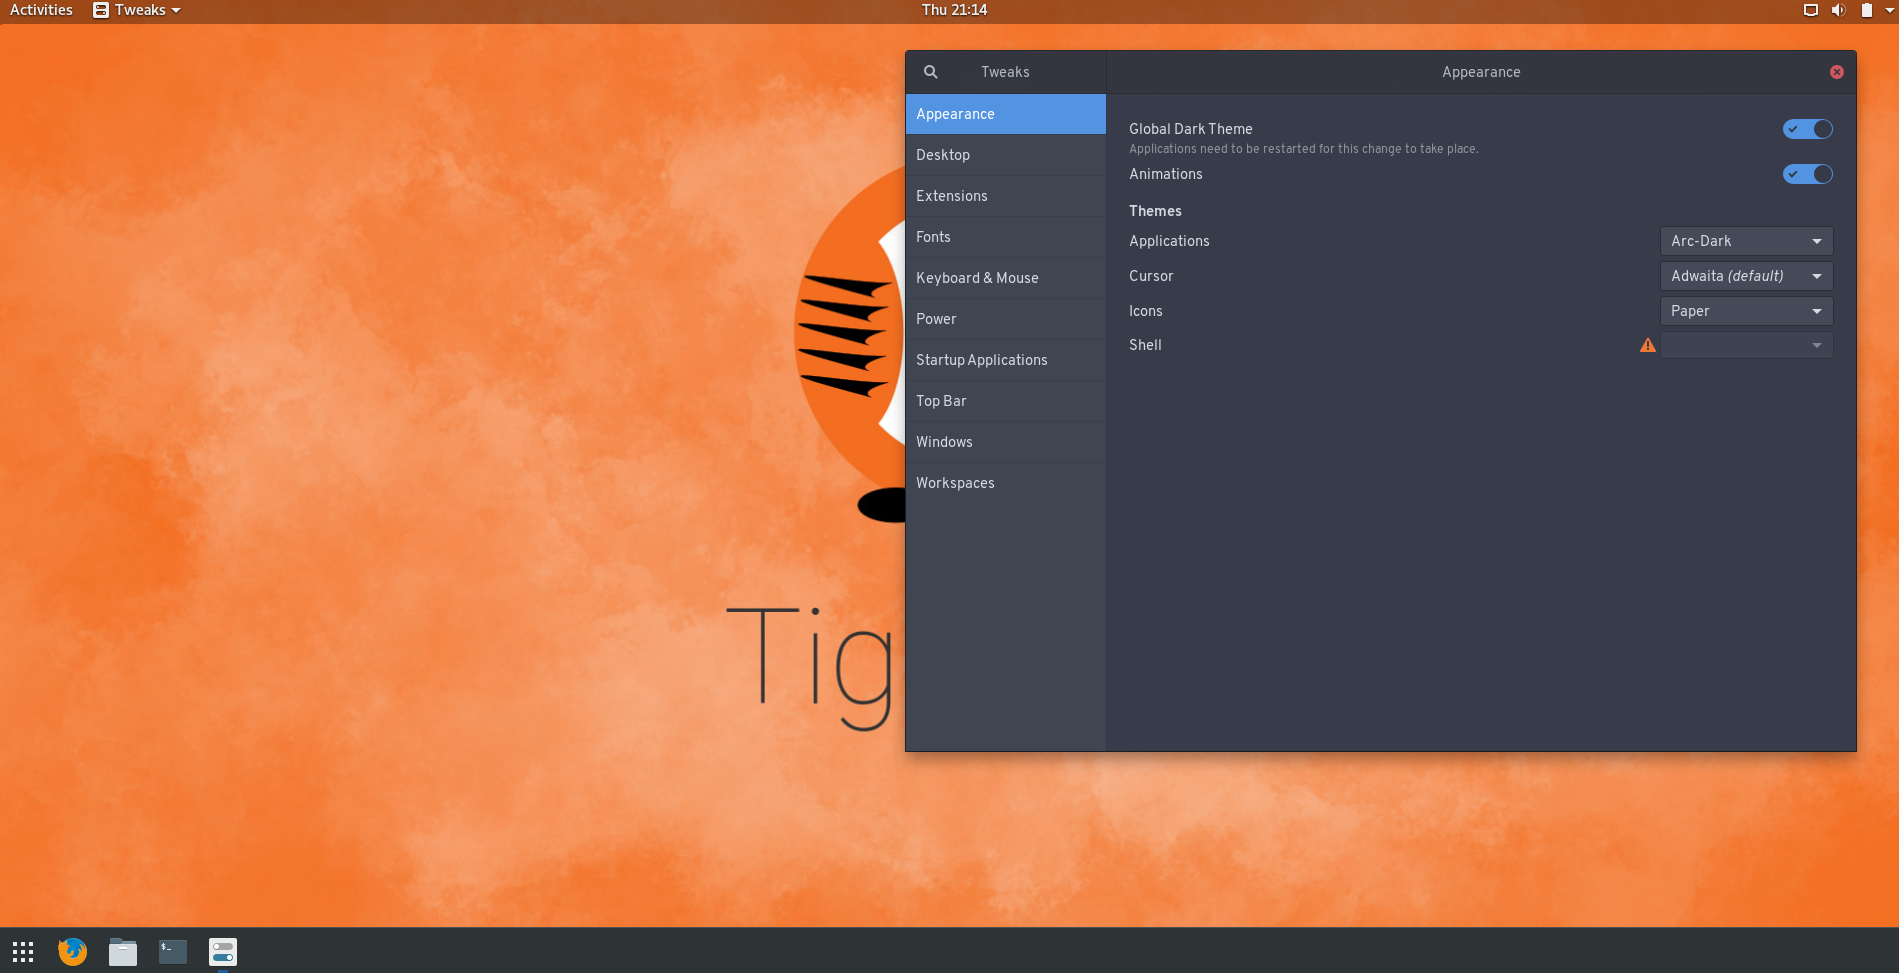 Activities Tweaks Thu 21:14
Tweaks Appearance
Appearance
Desktop
Extensions
Fonts
Keyboard & Mouse
Power
Startup Applications
Top Bar
Windows
Workspaces
Global Dark Theme
Applications need to be restarted for this change to take place.
Animations
Themes
Applications Arc-Dark
Cursor Adwaita (default)
Icons Paper
Shell
Tig
$-